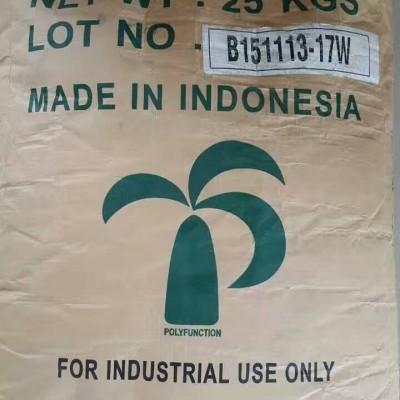 NET WT : 25 KGS
LOT NO - B151113-17W
MADE IN INDONESIA
POLYFUNCTION
FOR INDUSTRIAL USE ONLY